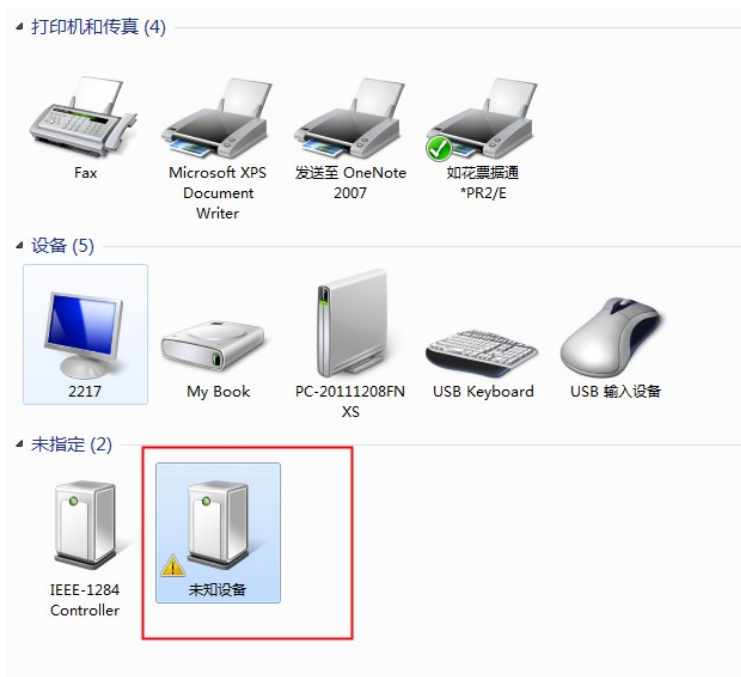 打印机和传真 (4)
Fax
Microsoft XPS
Document
Writer
发送至 OneNote
2007
如花票据通
*PR2/E
设备 (5)
2217
My Book
PC-20111208FN
XS
USB Keyboard
USB 输入设备
未指定 (2)
IEEE-1284
Controller
未知设备